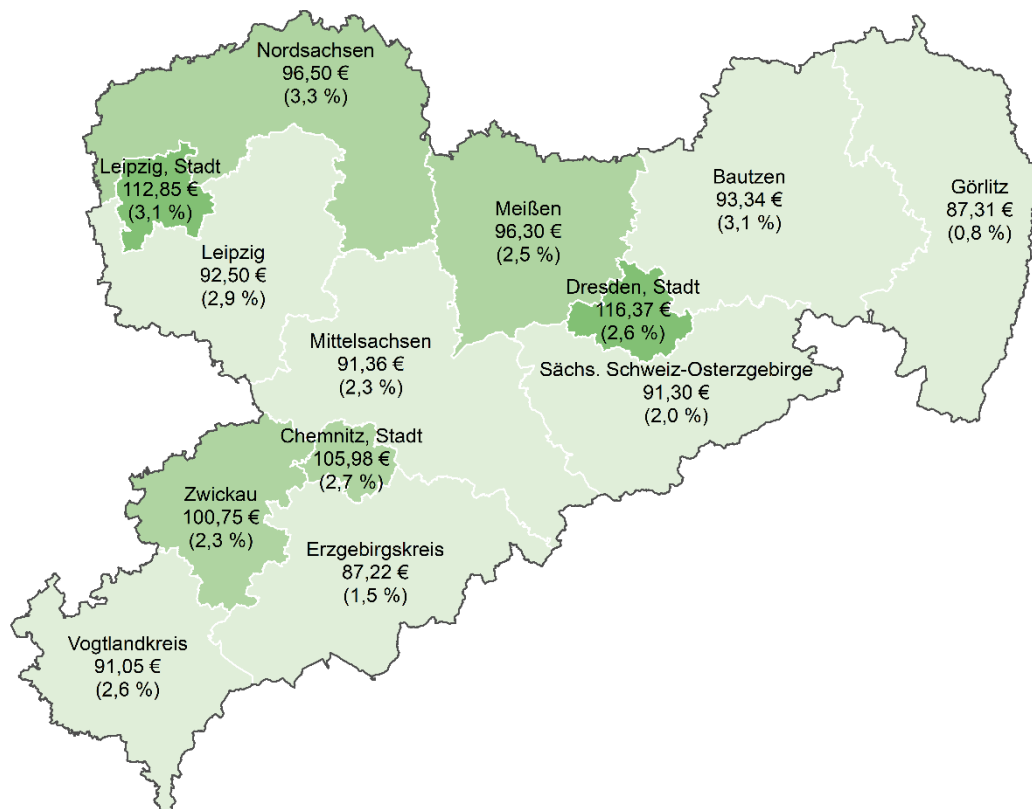 Nordsachsen
96,50 €
(3,3 %)
Leipzig, Stadt
112,85 €
(3,1 %)
Leipzig
92,50 €
(2,9 %)
Meißen
96,30 €
(2,5 %)
Bautzen
93,34 €
(3,1 %)
Görlitz
87,31 €
(0,8 %)
Dresden, Stadt
116,37 €
(2,6 %)
Mittelsachsen
91,36 €
(2,3 %)
Sächs. Schweiz-Osterzgebirge
91,30 €
(2,0 %)
Chemnitz, Stadt
105,98 €
(2,7 %)
Zwickau
100,75 €
(2,3 %)
Erzgebirgskreis
87,22 €
(1,5 %)
Vogtlandkreis
91,05 €
(2,6 %)